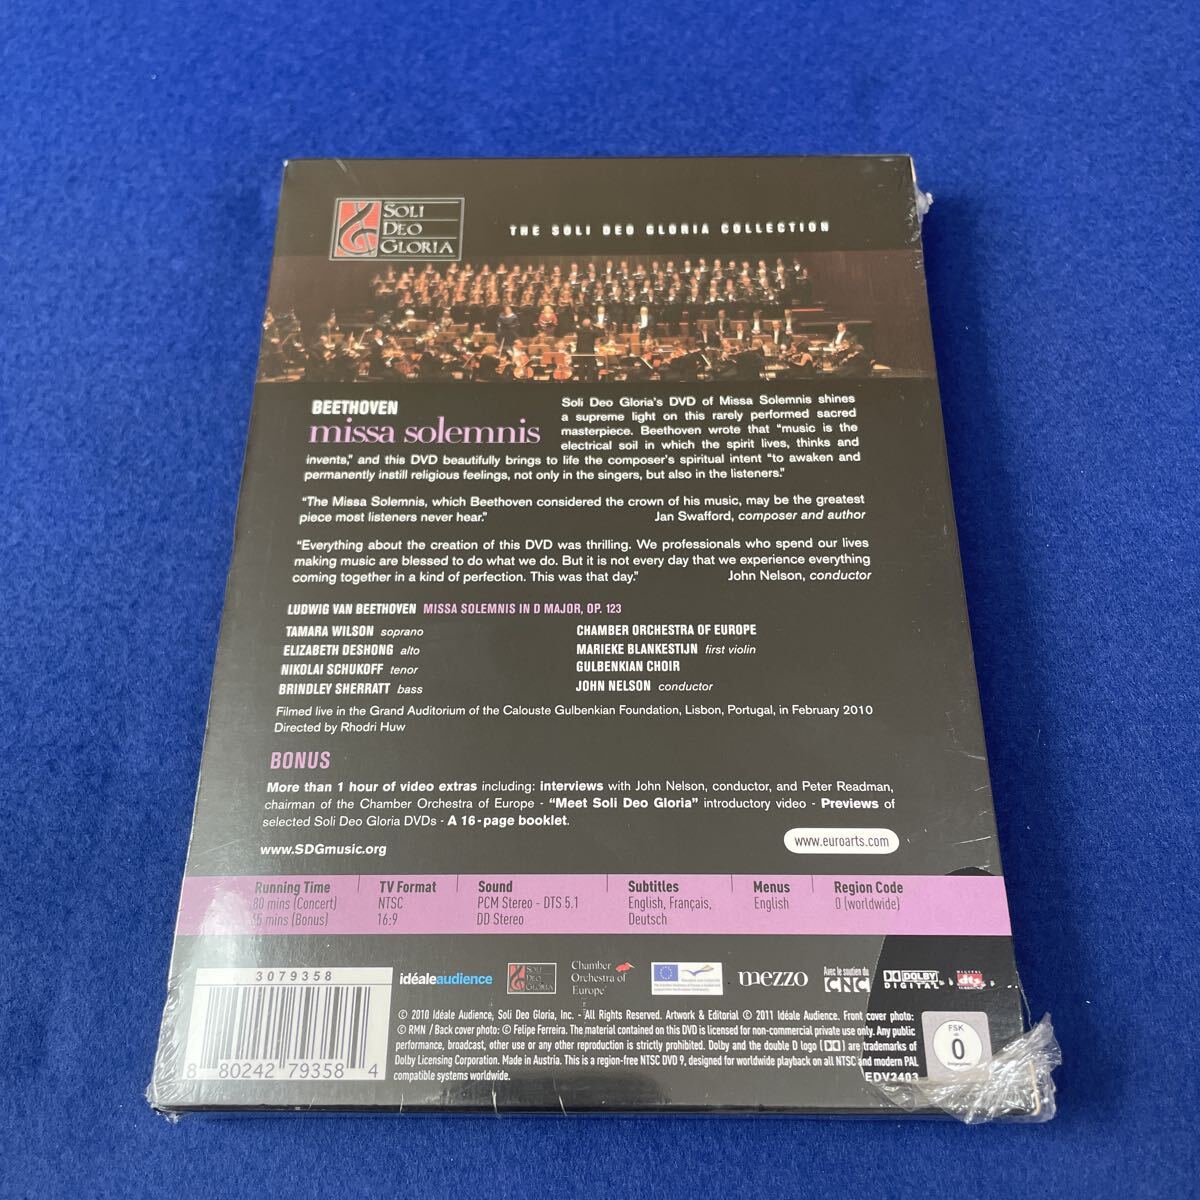 SOLI
DEO
GLORIA
THE SOLI DEO GLORIA COLLECTION
BEETHOVEN
missa solemnis
Soli Deo Gloria's DVD of Missa Solemnis shines
a supreme light on this rarely performed sacred
masterpiece. Beethoven wrote that “music is the
electrical soil in which the spirit lives, thinks and
invents,” and this DVD beautifully brings to life the composer's spiritual intent “to awaken and
permanently instill religious feelings, not only in the singers, but also in the listeners.”
“The Missa Solemnis, which Beethoven considered the crown of his music, may be the greatest
piece most listeners never hear.” Jan Swafford, composer and author
“Everything about the creation of this DVD was thrilling. We professionals who spend our lives
making music are blessed to do what we do. But it is not every day that we experience everything
coming together in a kind of perfection. This was that day.” John Nelson, conductor
LUDWIG VAN BEETHOVEN MISSA SOLEMNIS IN D MAJOR, OP. 123
TAMARA WILSON soprano
ELIZABETH DESHONG alto
NIKOLAI SCHUKOFF tenor
BRINDLEY SHERRATT bass
CHAMBER ORCHESTRA OF EUROPE
MARIEKE BLANKESTIJN first violin
GULBENKIAN CHOIR
JOHN NELSON conductor
Filmed live in the Grand Auditorium of the Calouste Gulbenkian Foundation, Lisbon, Portugal, in February 2010
Directed by Rhodri Huw
BONUS
More than 1 hour of video extras including: interviews with John Nelson, conductor, and Peter Readman,
chairman of the Chamber Orchestra of Europe - “Meet Soli Deo Gloria” introductory video - Previews of
selected Soli Deo Gloria DVDs - A 16-page booklet.
www.SDGmusic.org
www.euroarts.com
Running Time
80 mins (Concert)
65 mins (Bonus)
TV Format
NTSC
16:9
Sound
PCM Stereo - DTS 5.1
DD Stereo
Subtitles
English, Français,
Deutsch
Menus
English
Region Code
0 (worldwide)
3079358
8 80242 79358 4
idéaleaudience
SOLI
DEO
GLORIA
Chamber
Orchestra of
Europe
mezzo
Avec le soutien du
CNC
DOLBY
DIGITAL
DIGITAL
dts
© 2010 Idéale Audience, Soli Deo Gloria, Inc. - All Rights Reserved. Artwork & Editorial © 2011 Idéale Audience. Front cover photo:
© RMN / Back cover photo: © Felipe Ferreira. The material contained on this DVD is licensed for non-commercial private use only. Any public
performance, broadcast, other use or any other reproduction is strictly prohibited. Dolby and the double D logo (DD) are trademarks of
Dolby Licensing Corporation. Made in Austria. This is a region-free NTSC DVD 9, designed for worldwide playback on all NTSC and modern PAL
compatible systems worldwide.
EDV2403
FSK
0